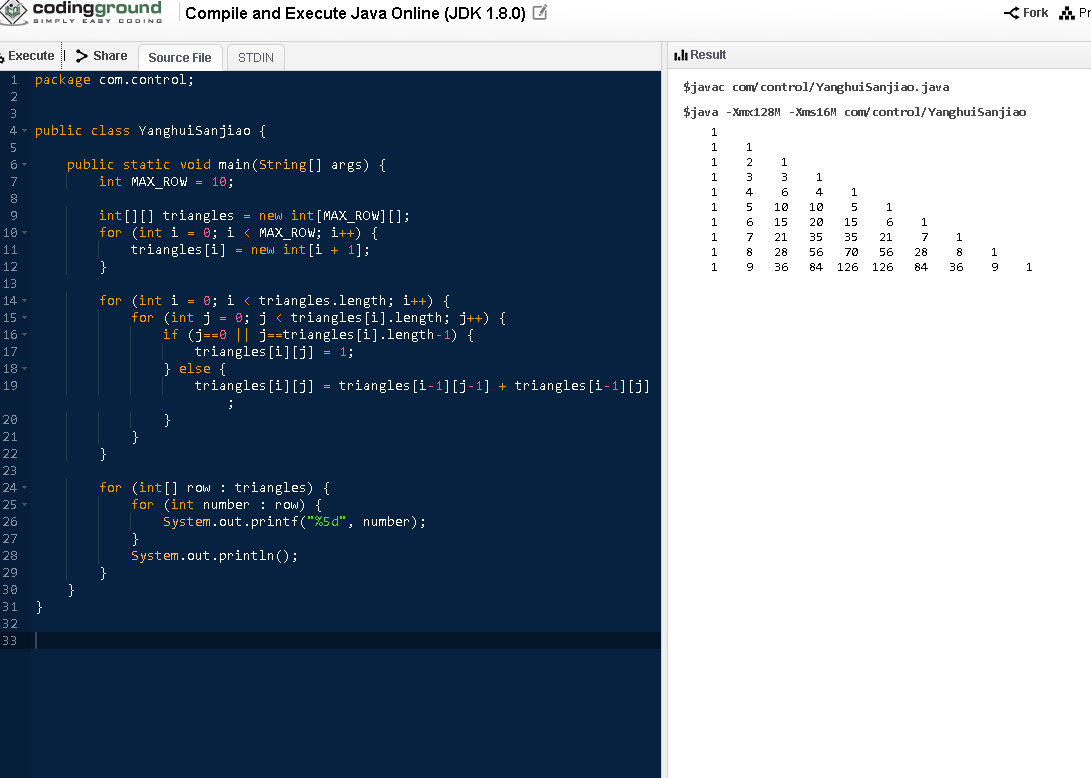 codingground
SIMPLY EASY CODING
Compile and Execute Java Online (JDK 1.8.0)
Fork
Execute
Share
Source File
STDIN
Result
1 package com.control;
2
3
4 public class YanghuiSanjiao {
5
6     public static void main(String[] args) {
7         int MAX_ROW = 10;
8
9         int[][] triangles = new int[MAX_ROW][];
10         for (int i = 0; i < MAX_ROW; i++) {
11             triangles[i] = new int[i + 1];
12         }
13
14         for (int i = 0; i < triangles.length; i++) {
15             for (int j = 0; j < triangles[i].length; j++) {
16                 if (j==0 || j==triangles[i].length-1) {
17                     triangles[i][j] = 1;
18                 } else {
19                     triangles[i][j] = triangles[i-1][j-1] + triangles[i-1][j]
;
20                 }
21             }
22         }
23
24         for (int[] row : triangles) {
25             for (int number : row) {
26                 System.out.printf("%5d", number);
27             }
28             System.out.println();
29         }
30     }
31 }
32
33
$javac com/control/YanghuiSanjiao.java
$java -Xmx128M -Xms16M com/control/YanghuiSanjiao
1
1 1
1 2 1
1 3 3 1
1 4 6 4 1
1 5 10 10 5 1
1 6 15 20 15 6 1
1 7 21 35 35 21 7 1
1 8 28 56 70 56 28 8 1
1 9 36 84 126 126 84 36 9 1